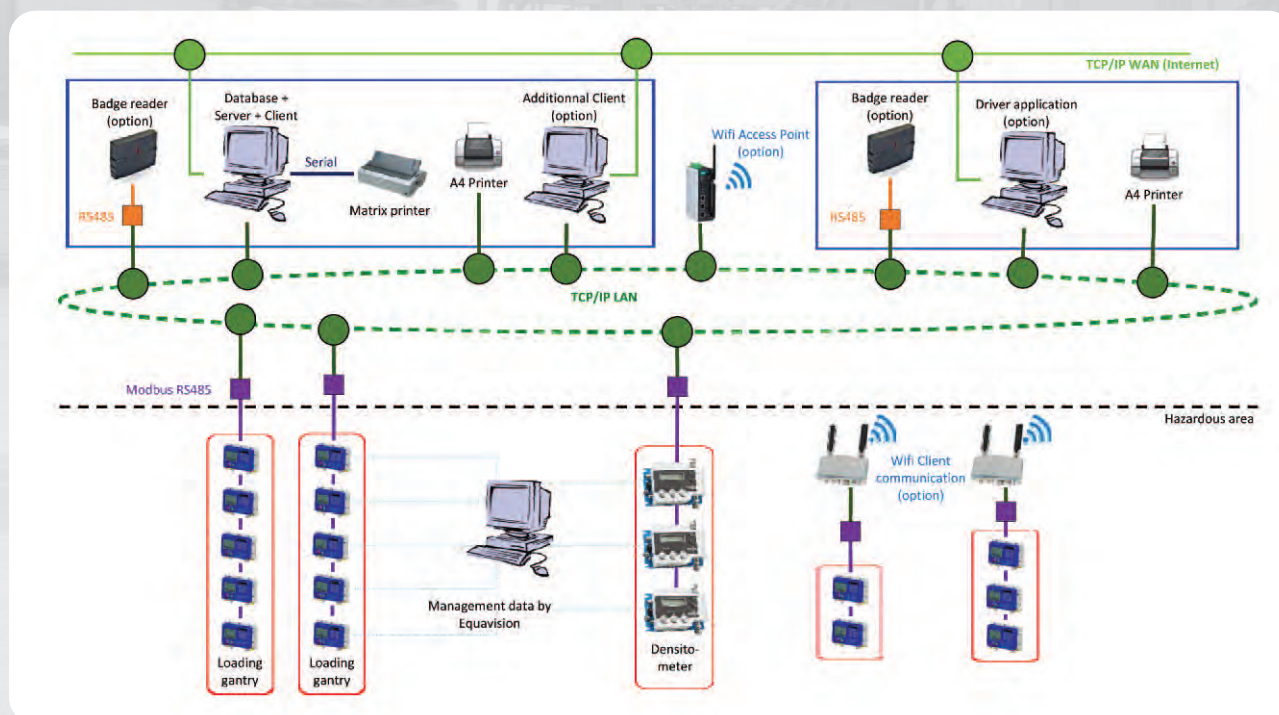 TCP/IP WAN (Internet)
Badge reader
(option)
Database +
Server + Client
Serial
Matrix printer
A4 Printer
Additionnal Client
(option)
RS485
Wifi Access Point
(option)
Badge reader
(option)
Driver application
(option)
A4 Printer
RS485
TCP/IP LAN
Modbus RS485
Hazardous area
Wifi Client
communication
(option)
Management data by
Equavision
Loading
gantry
Loading
gantry
Densito-
meter